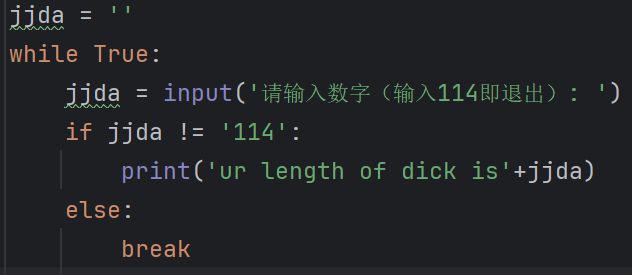 jjda = ''
while True:
    jjda = input('请输入数字（输入114即退出）: ')
    if jjda != '114':
        print('ur length of dick is'+jjda)
    else:
        break